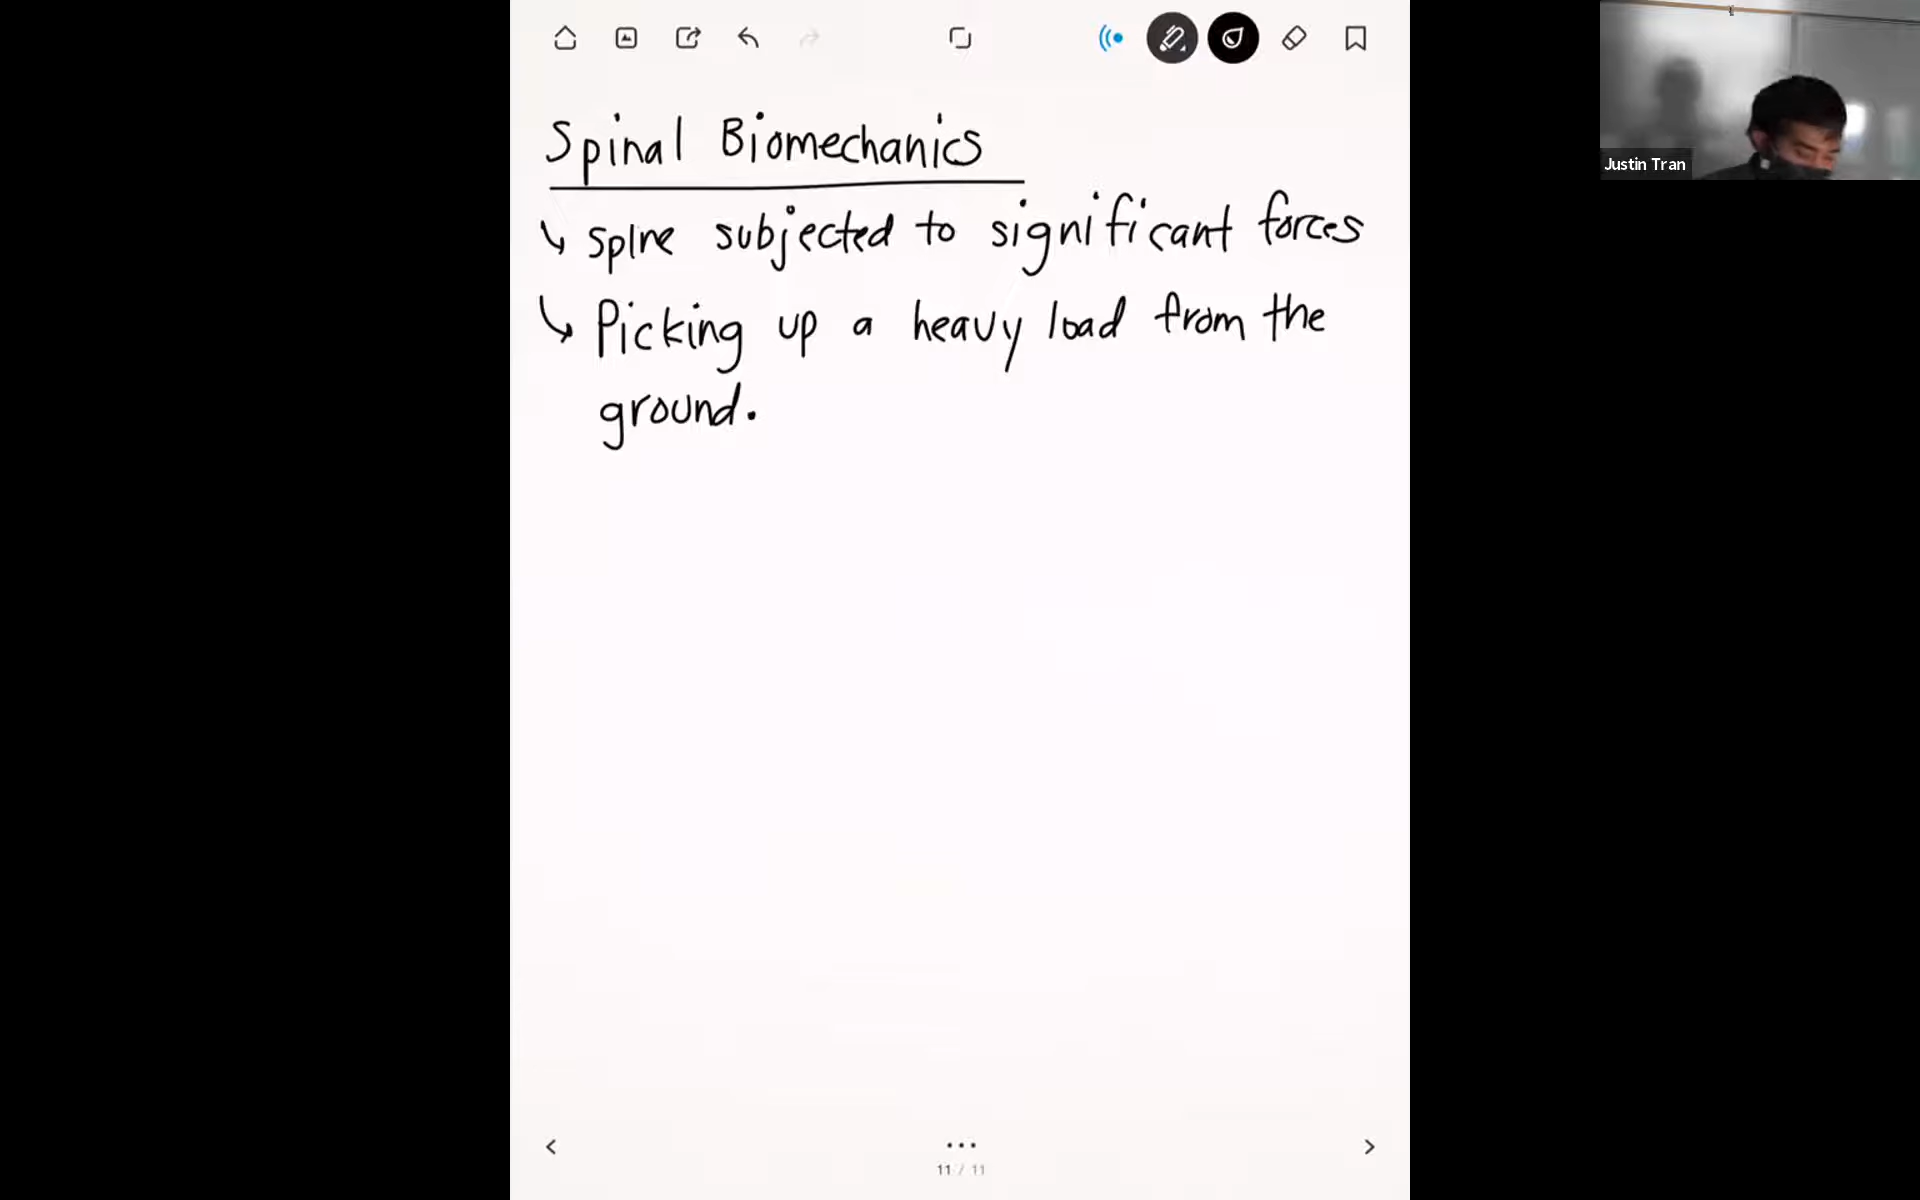 Spinal Biomechanics
Spine subjected to significant forces
Picking up a heavy load from the
ground.
Justin Tran
11 / 11